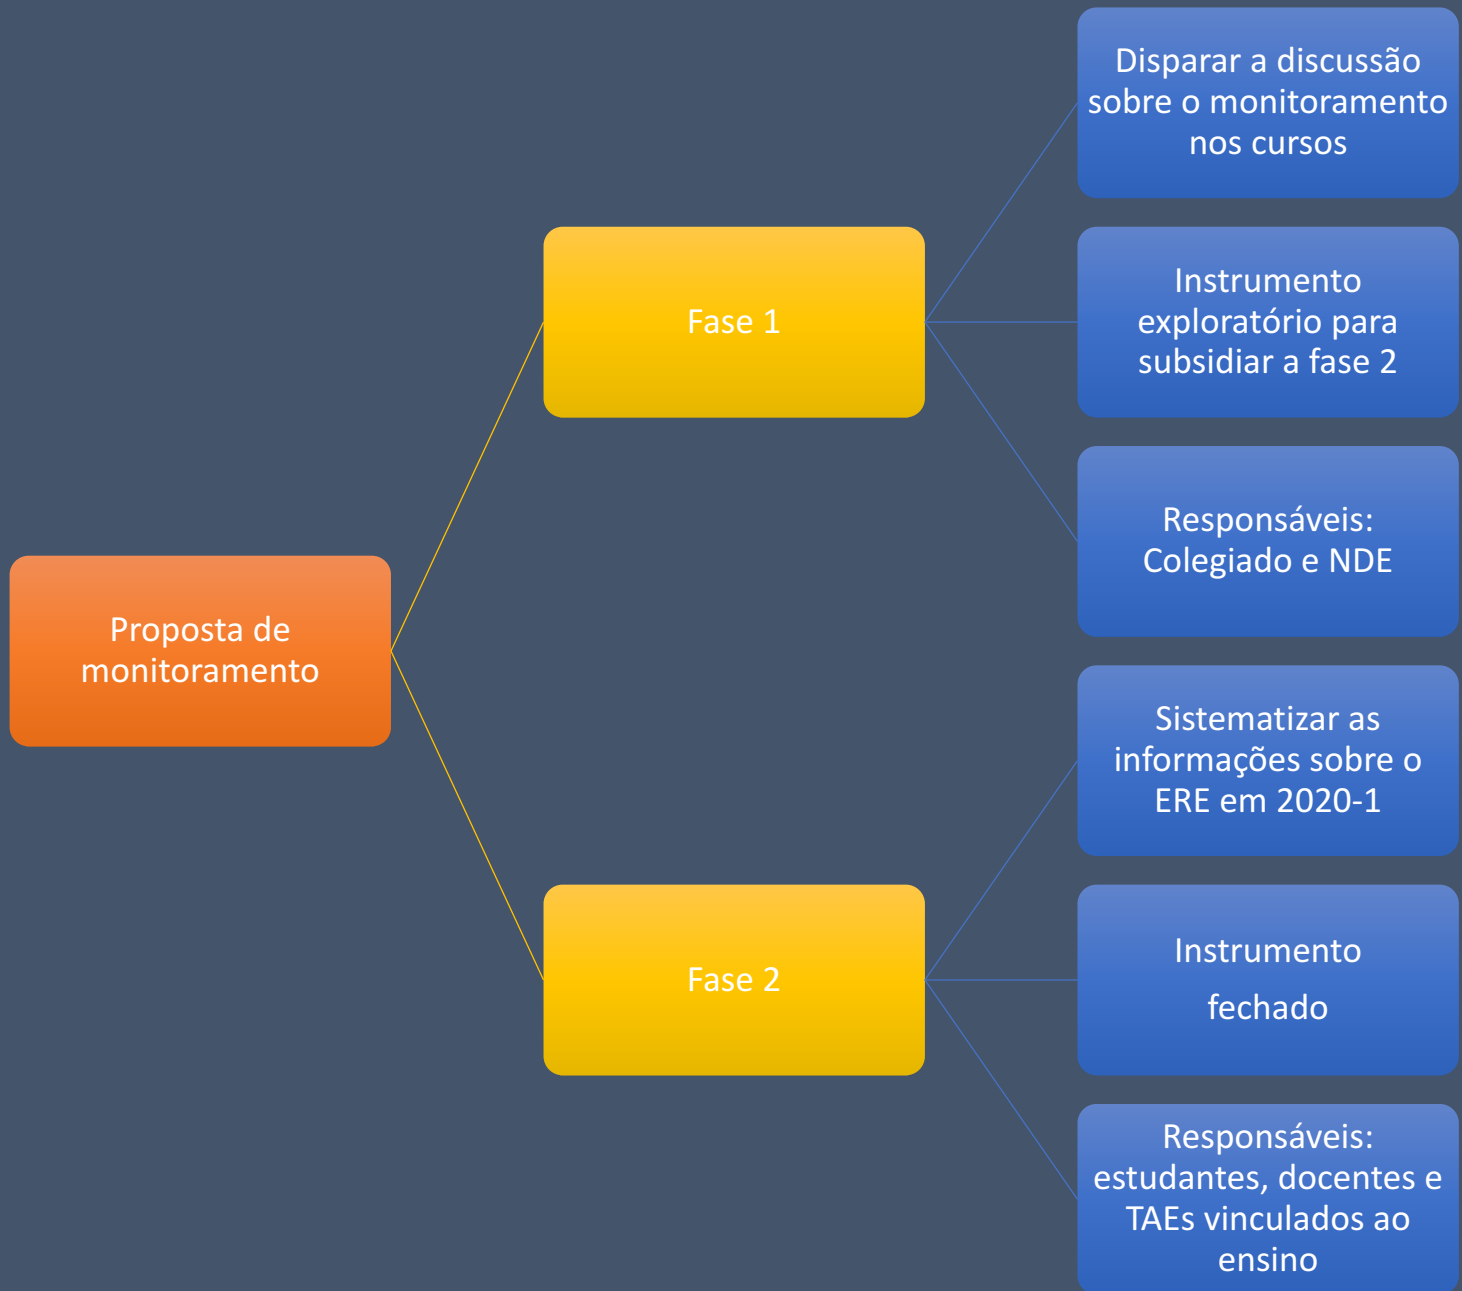 Proposta de
monitoramento
Fase 1
Disparar a discussão
sobre o monitoramento
nos cursos
Instrumento
exploratório para
subsidiar a fase 2
Responsáveis:
Colegiado e NDE
Fase 2
Sistematizar as
informações sobre o
ERE em 2020-1
Instrumento
fechado
Responsáveis:
estudantes, docentes e
TAEs vinculados ao
ensino